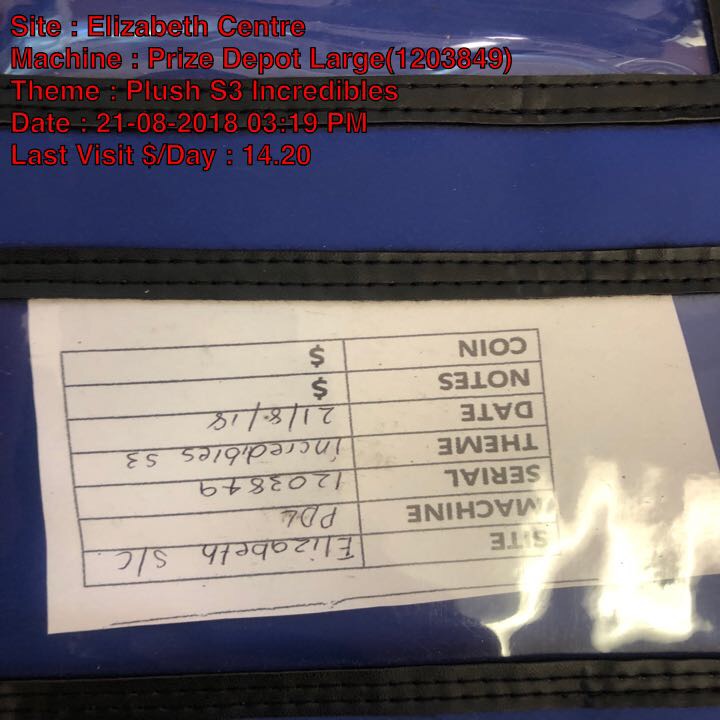 Site : Elizabeth Centre
Machine : Prize Depot Large(1203849)
Theme : Plush S3 Incredibles
Date : 21-08-2018 03:19 PM
Last Visit $/Day : 14.20
SITE Elizabeth S/C
MACHINE PDL
SERIAL 1203849
THEME incredibles S3
DATE 21/8/18
NOTES $
COIN $